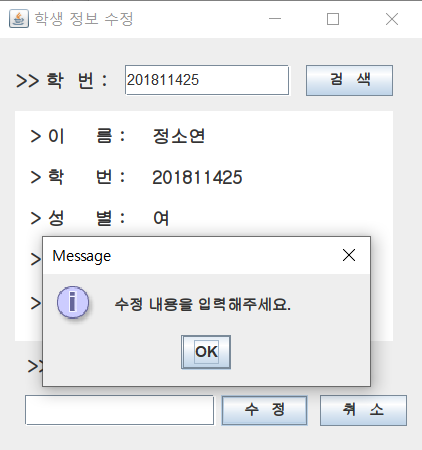 학생 정보 수정
>> 학 번 : 201811425 검 색
> 이 름 : 정소연
> 학 번 : 201811425
> 성 별 : 여
>
Message
수정 내용을 입력해주세요.
>
OK
>>
수 정 취 소